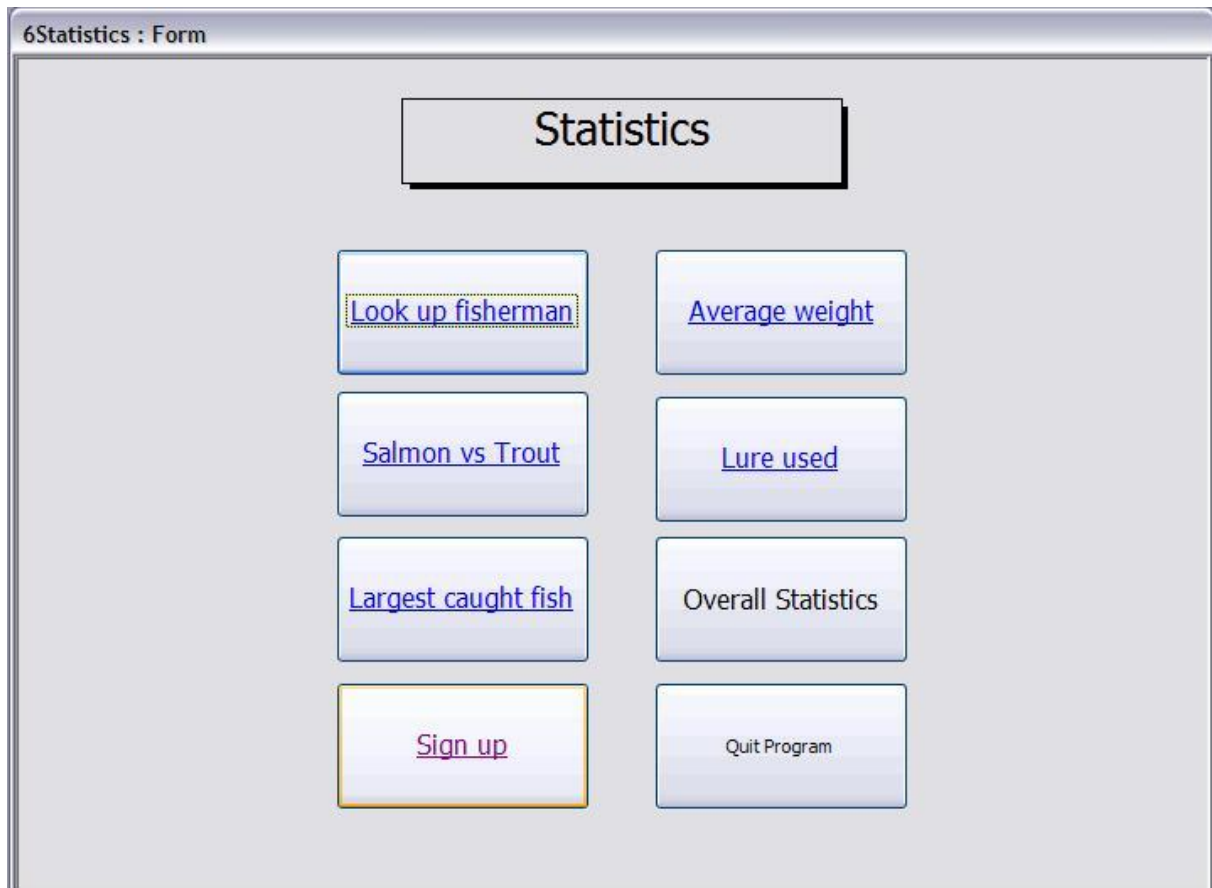 6Statistics : Form
Statistics
Look up fisherman
Average weight
Salmon vs Trout
Lure used
Largest caught fish
Overall Statistics
Sign up
Quit Program